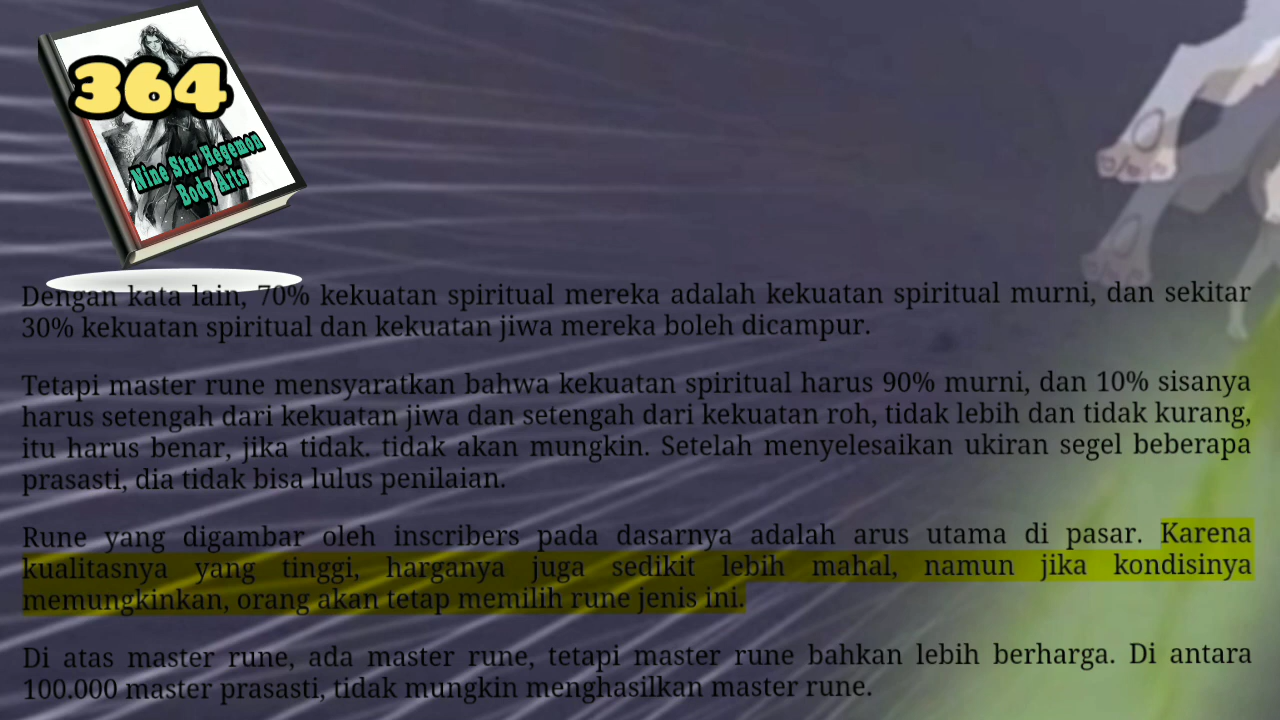 364
Nine Star Hegemon
Body Arts
Dengan kata lain, 70% kekuatan spiritual mereka adalah kekuatan spiritual murni, dan sekitar
30% kekuatan spiritual dan kekuatan jiwa mereka boleh dicampur.
Tetapi master rune mensyaratkan bahwa kekuatan spiritual harus 90% murni, dan 10% sisanya
harus setengah dari kekuatan jiwa dan setengah dari kekuatan roh, tidak lebih dan tidak kurang,
itu harus benar, jika tidak. tidak akan mungkin. Setelah menyelesaikan ukiran segel beberapa
prasasti, dia tidak bisa lulus penilaian.
Rune yang digambar oleh inscribers pada dasarnya adalah arus utama di pasar. Karena
kualitasnya yang tinggi, harganya juga sedikit lebih mahal, namun jika kondisinya
memungkinkan, orang akan tetap memilih rune jenis ini.
Di atas master rune, ada master rune, tetapi master rune bahkan lebih berharga. Di antara
100.000 master prasasti, tidak mungkin menghasilkan master rune.